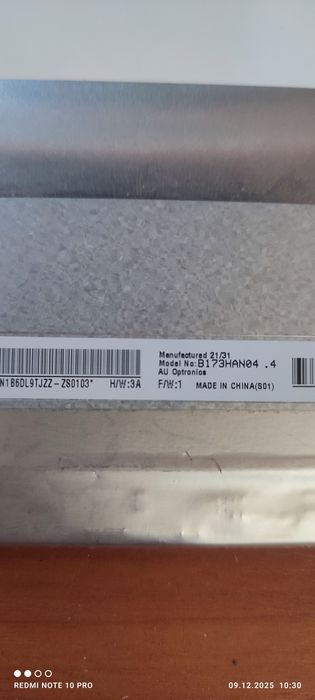 Manufactured 21/31
Model No:B173HAN04 .4
AU Optronics
N186DL9TJZZ-ZS0103* H/W:3A F/W:1 MADE IN CHINA(S01)
REDMI NOTE 10 PRO 09.12.2025 10:30